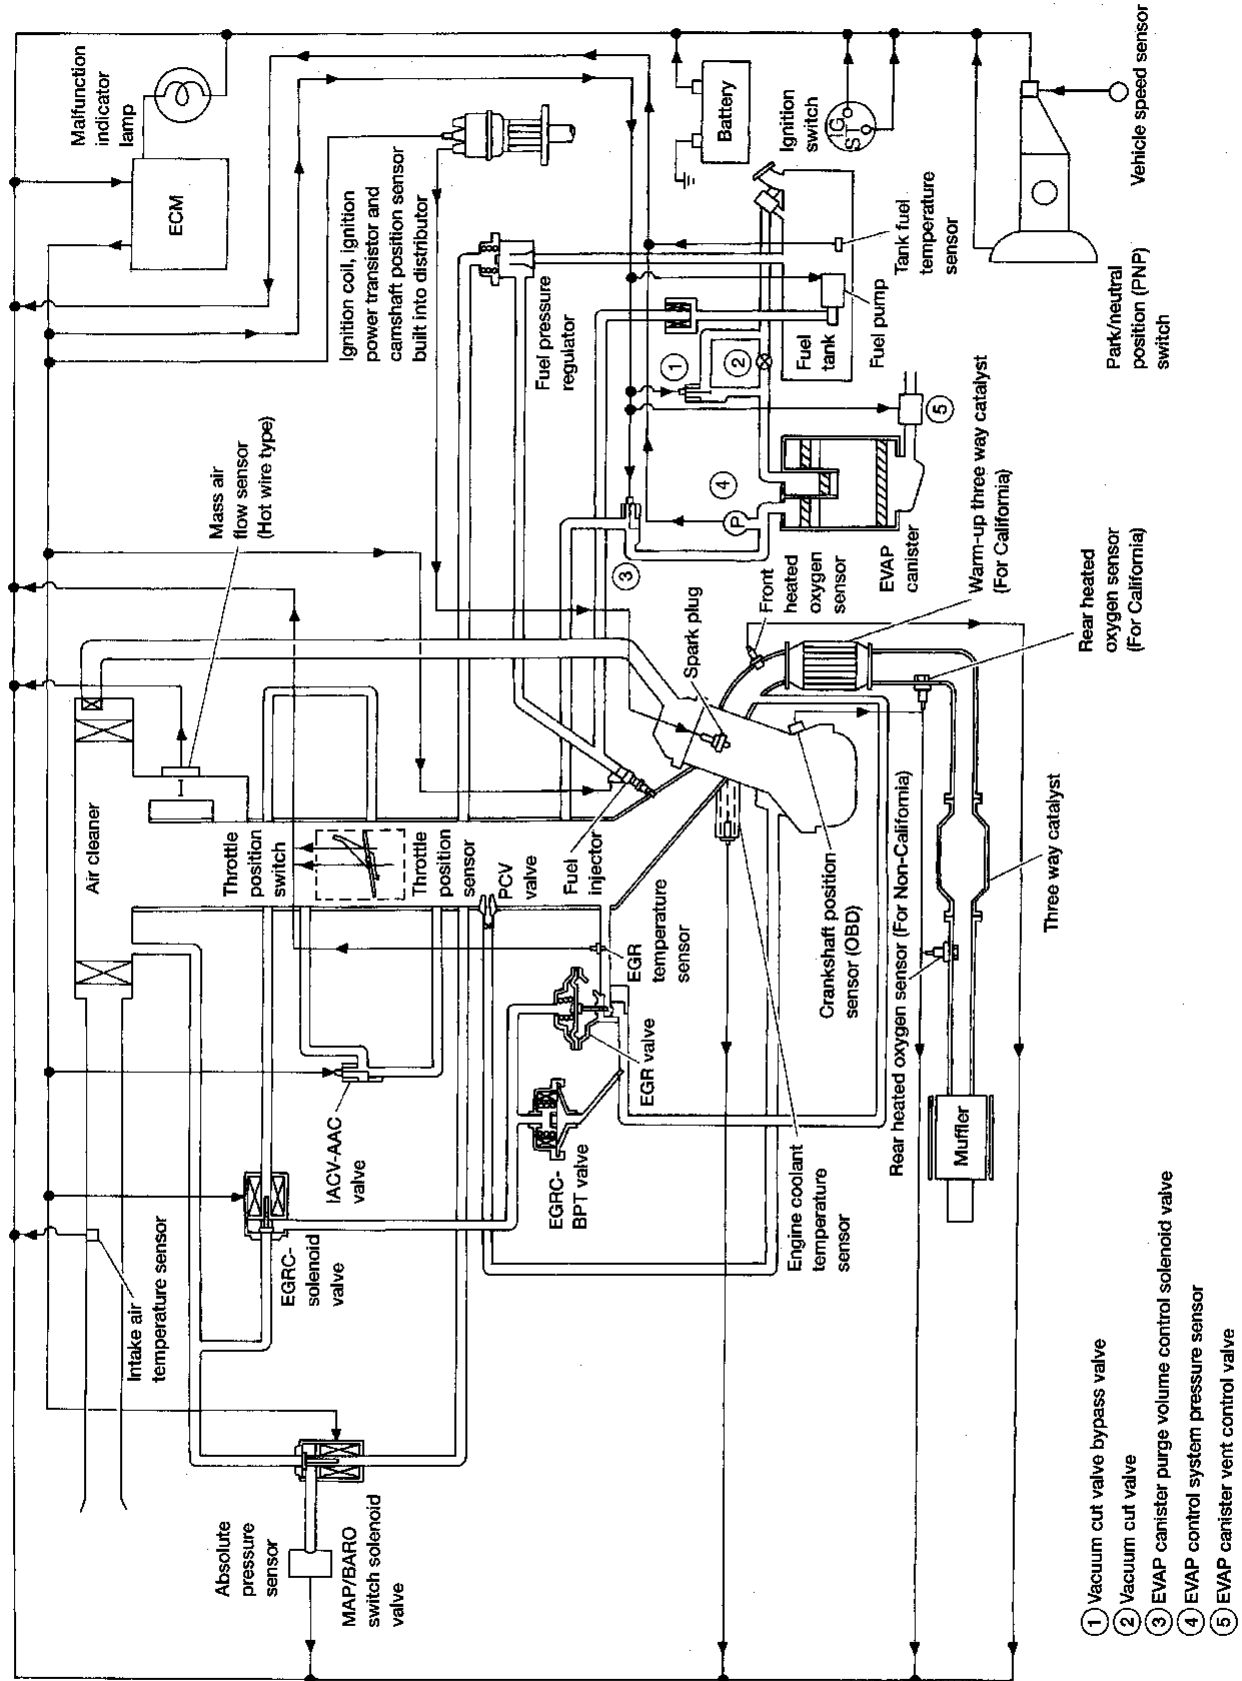 Malfunction
indicator
lamp
ECM
Ignition coil, ignition
power transistor and
camshaft position sensor
built into distributor
Battery
Ignition
switch
IG
ST
Vehicle speed sensor
Park/neutral
position (PNP)
switch
Tank fuel
temperature
sensor
Fuel pump
Fuel
tank
Fuel pressure
regulator
Mass air
flow sensor
(Hot wire type)
1
2
3
4
5
P
EVAP
canister
Front
heated
oxygen
sensor
Warm-up three way catalyst
(For California)
Rear heated
oxygen sensor
(For California)
Spark plug
Air cleaner
Throttle
position
switch
Throttle
position
sensor
PCV
valve
Fuel
injector
EGR
temperature
sensor
Crankshaft position
sensor (OBD)
Rear heated oxygen sensor (For Non-California)
Three way catalyst
Muffler
Engine coolant
temperature
sensor
EGR valve
EGRC-
BPT valve
IACV-AAC
valve
EGRC-
solenoid
valve
Intake air
temperature sensor
Absolute
pressure
sensor
MAP/BARO
switch solenoid
valve
1 Vacuum cut valve bypass valve
2 Vacuum cut valve
3 EVAP canister purge volume control solenoid valve
4 EVAP control system pressure sensor
5 EVAP canister vent control valve